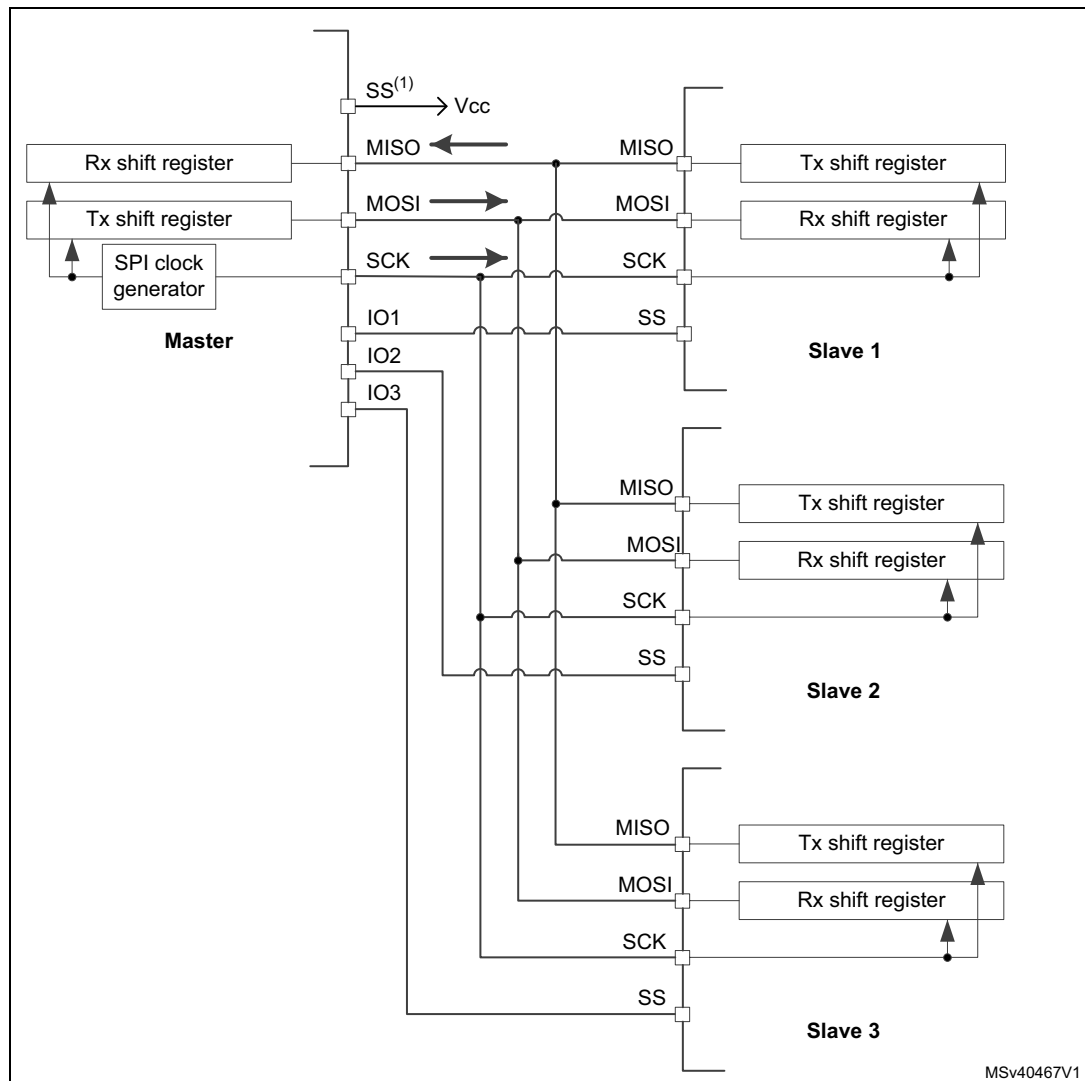 SS(1)
Vcc
MISO
MISO
Rx shift register
Tx shift register
MOSI
MOSI
Tx shift register
Rx shift register
SPI clock
generator
SCK
SCK
IO1
SS
Master
Slave 1
IO2
IO3
MISO
Tx shift register
MOSI
Rx shift register
SCK
SS
Slave 2
MISO
Tx shift register
MOSI
Rx shift register
SCK
SS
Slave 3
MSv40467V1